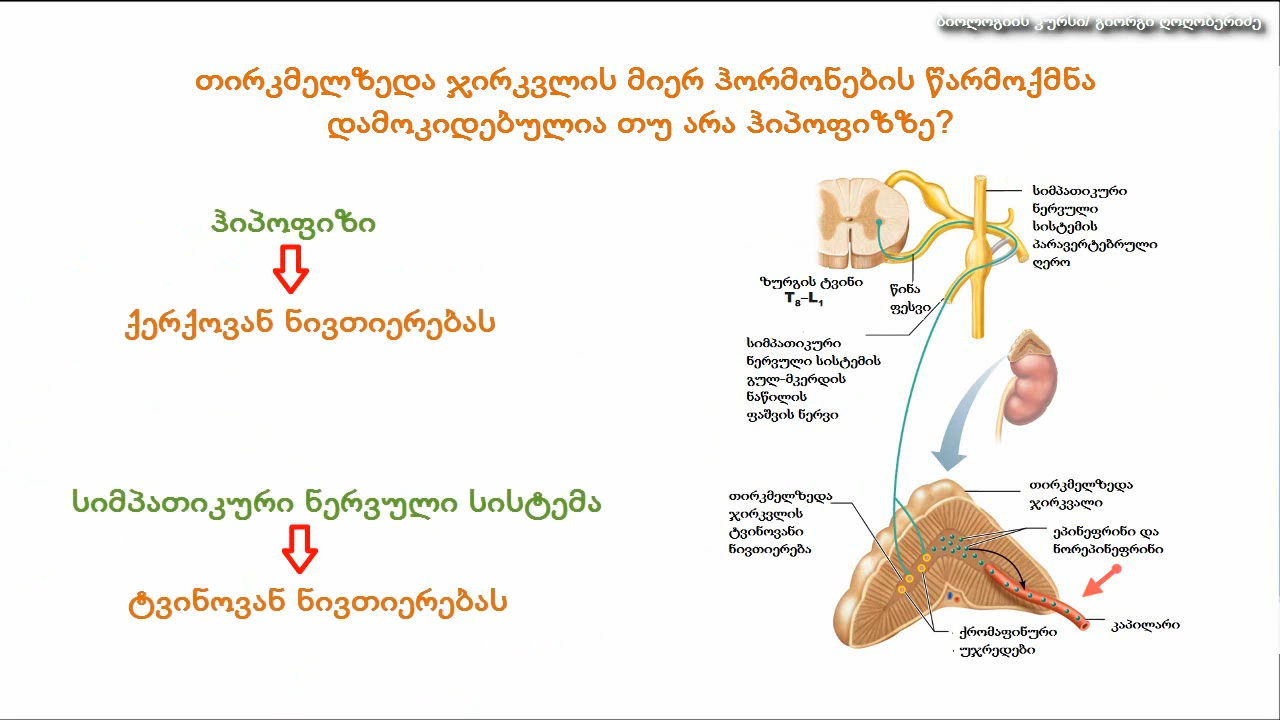 ბიოლოგიის კურსი/ გიორგი ღოღობერიძე
თირკმელზედა ჯირკვლის მიერ ჰორმონების წარმოქმნა
დამოკიდებულია თუ არა ჰიპოფიზზე?
ჰიპოფიზი
ქერქოვან ნივთიერებას
სიმპათიკური ნერვული სისტემა
ტვინოვან ნივთიერებას
სიმპათიკური
ნერვული
სისტემის
პარავერტებრული
ღერო
ზურგის ტვინი
T8–L1
წინა
ფესვი
სიმპათიკური
ნერვული სისტემის
გულ-მკერდის
ნაწილის
ფაშვის ნერვი
თირკმელზედა
ჯირკვლის
ტვინოვანი
ნივთიერება
თირკმელზედა
ჯირკვალი
ეპინეფრინი და
ნორეპინეფრინი
კაპილარი
ქრომაფინური
უჯრედები